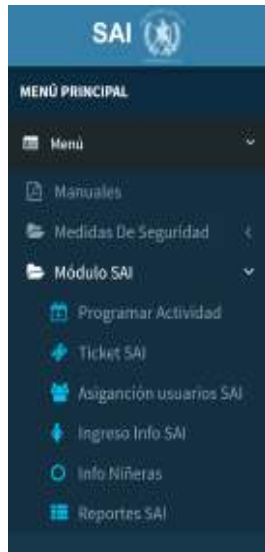 SAI
MENÚ PRINCIPAL
Menú
Manuales
Medidas De Seguridad
Módulo SAI
Programar Actividad
Ticket SAI
Asiganción usuarios SAI
Ingreso Info SAI
Info Niñeras
Reportes SAI